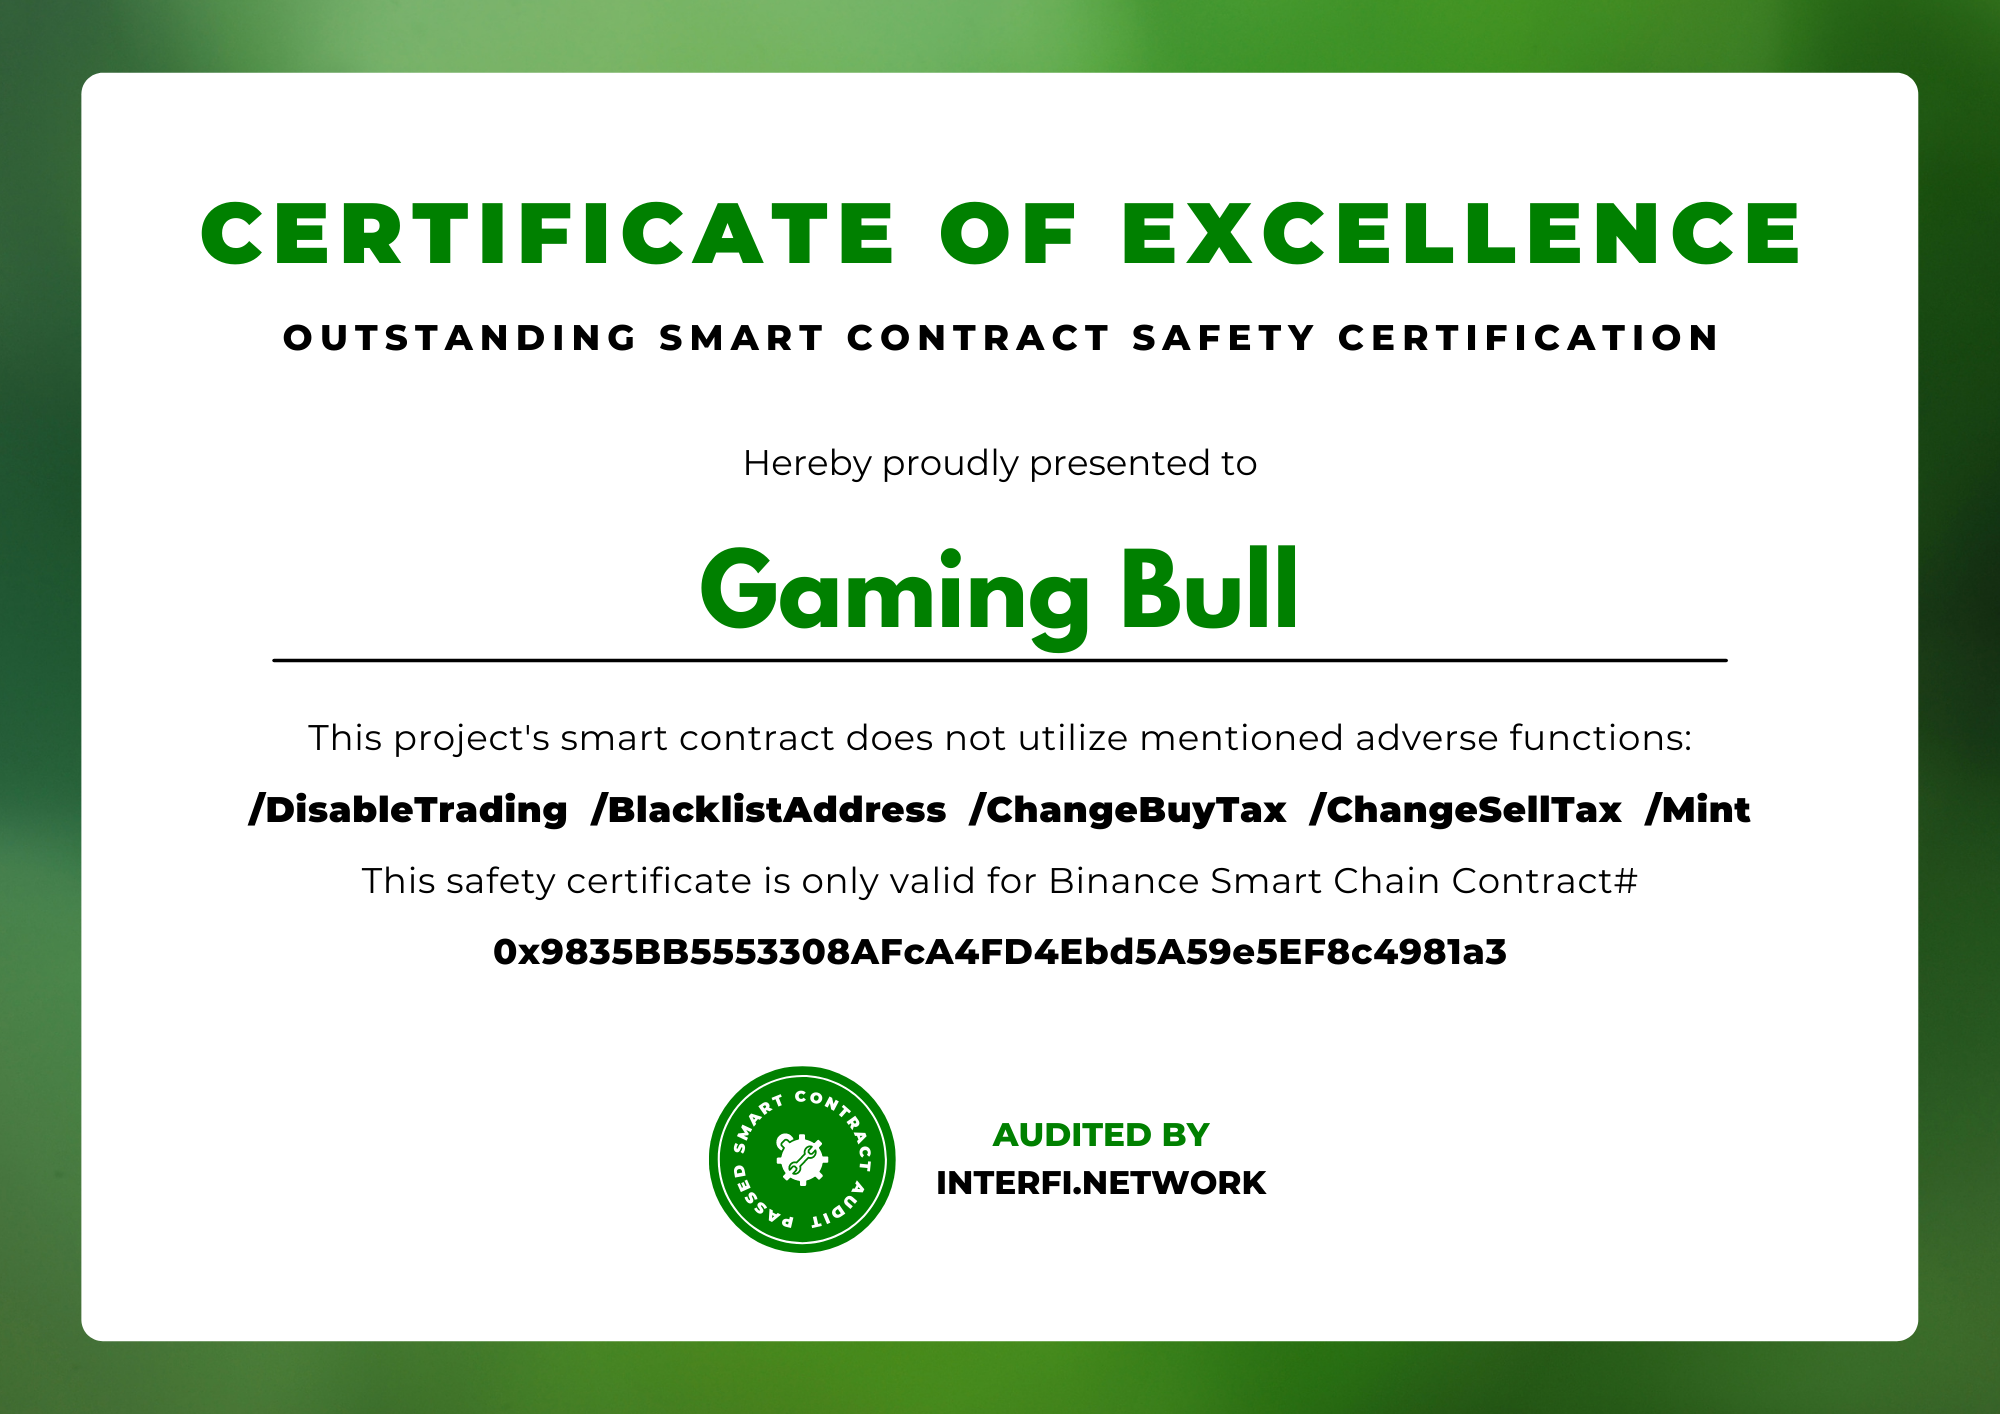 CERTIFICATE OF EXCELLENCE
OUTSTANDING SMART CONTRACT SAFETY CERTIFICATION
Hereby proudly presented to
Gaming Bull
This project's smart contract does not utilize mentioned adverse functions:
/DisableTrading /BlacklistAddress /ChangeBuyTax /ChangeSellTax /Mint
This safety certificate is only valid for Binance Smart Chain Contract#
0x9835BB5553308AFcA4FD4Ebd5A59e5EF8c4981a3
PASSED SMART CONTRACT AUDIT
AUDITED BY
INTERFI.NETWORK